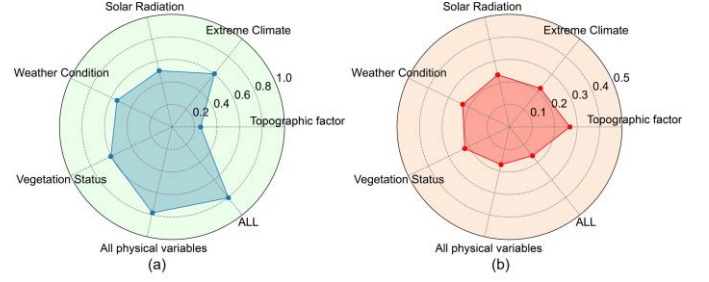 Solar Radiation
Extreme Climate
Weather Condition
0.2
0.4
0.6
0.8
1.0
Topographic factor
Vegetation Status
ALL
All physical variables
(a)
Solar Radiation
Extreme Climate
Weather Condition
0.1
0.2
0.3
0.4
0.5
Topographic factor
Vegetation Status
ALL
All physical variables
(b)